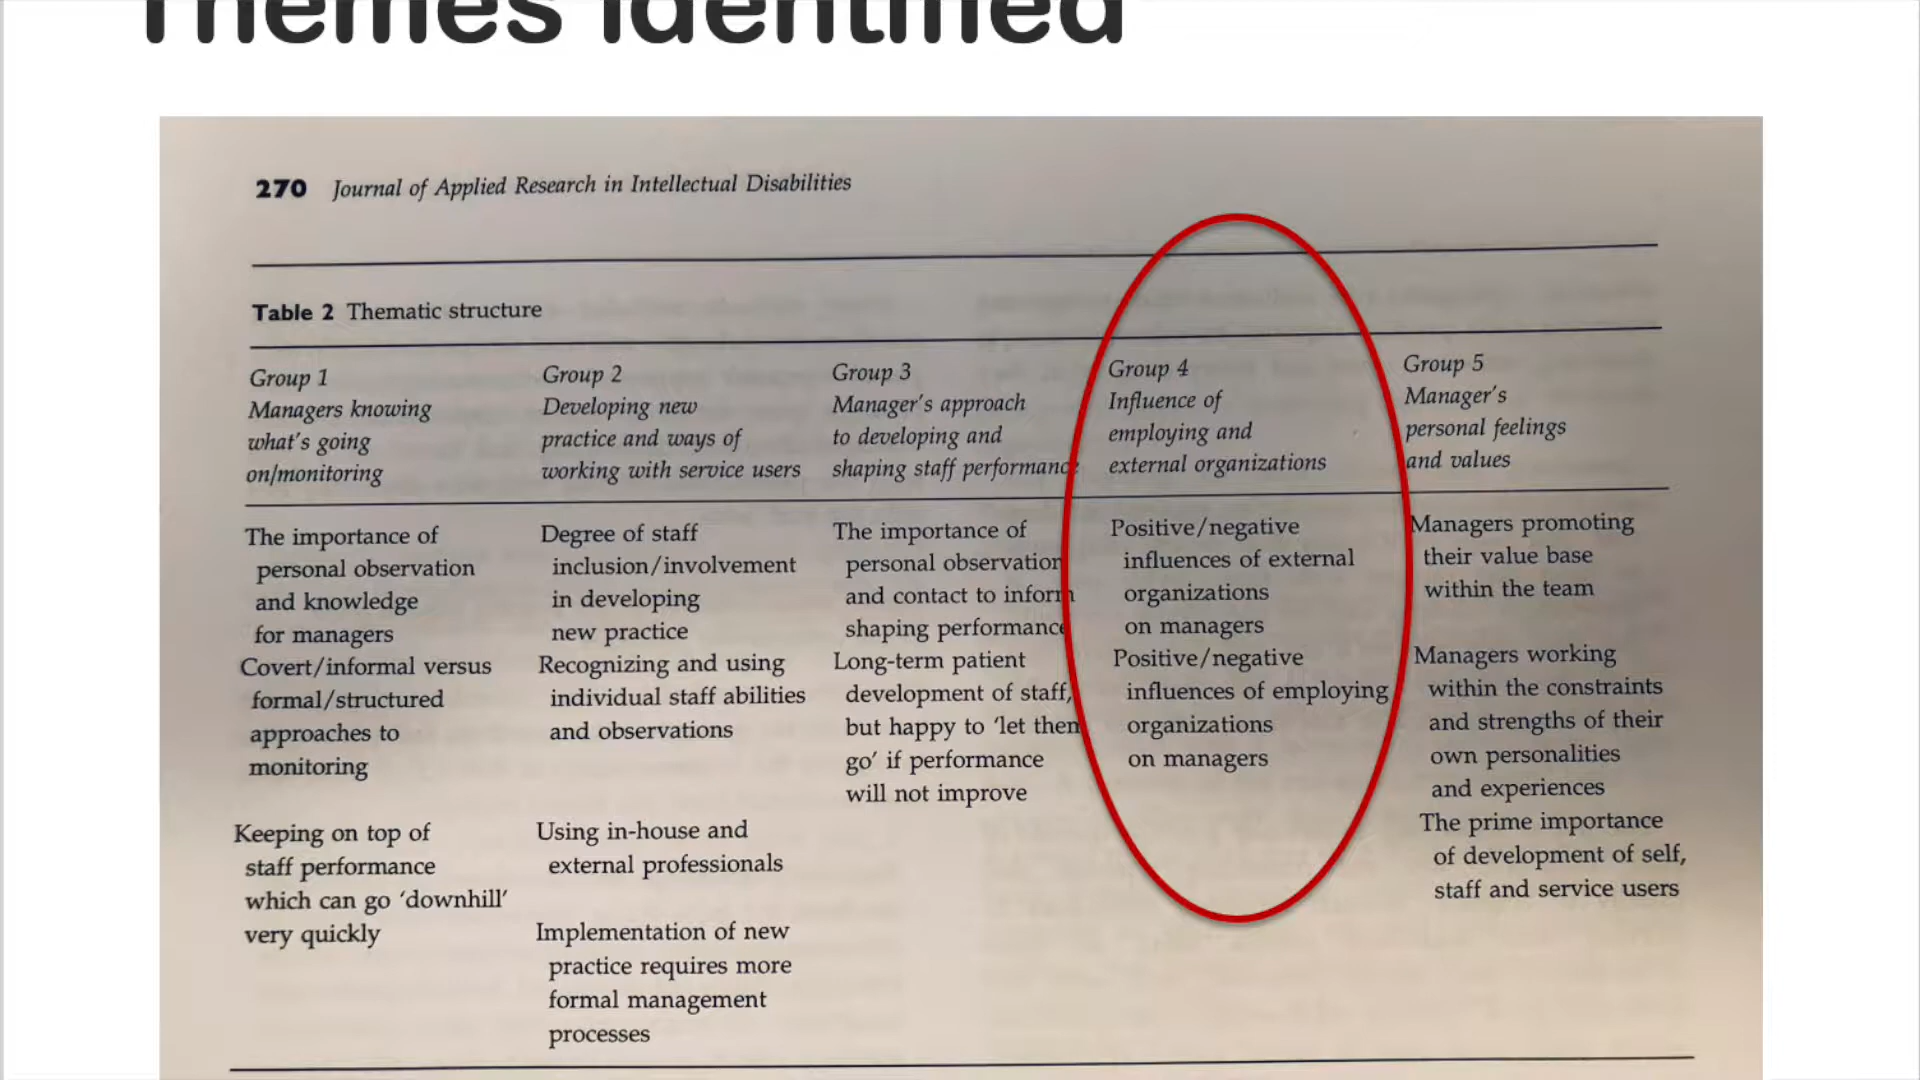 Themes Identified
270 Journal of Applied Research in Intellectual Disabilities
Table 2 Thematic structure
Group 1
Managers knowing
what's going
on/monitoring
Group 2
Developing new
practice and ways of
working with service users
Group 3
Manager's approach
to developing and
shaping staff performance
Group 4
Influence of
employing and
external organizations
Group 5
Manager's
personal feelings
and values
The importance of
personal observation
and knowledge
for managers
Covert/informal versus
formal/structured
approaches to
monitoring
Keeping on top of
staff performance
which can go 'downhill'
very quickly
Degree of staff
inclusion/involvement
in developing
new practice
Recognizing and using
individual staff abilities
and observations
Using in-house and
external professionals
Implementation of new
practice requires more
formal management
processes
The importance of
personal observation
and contact to inform
shaping performance
Long-term patient
development of staff,
but happy to 'let them
go' if performance
will not improve
Positive/negative
influences of external
organizations
on managers
Positive/negative
influences of employing
organizations
on managers
Managers promoting
their value base
within the team
Managers working
within the constraints
and strengths of their
own personalities
and experiences
The prime importance
of development of self,
staff and service users